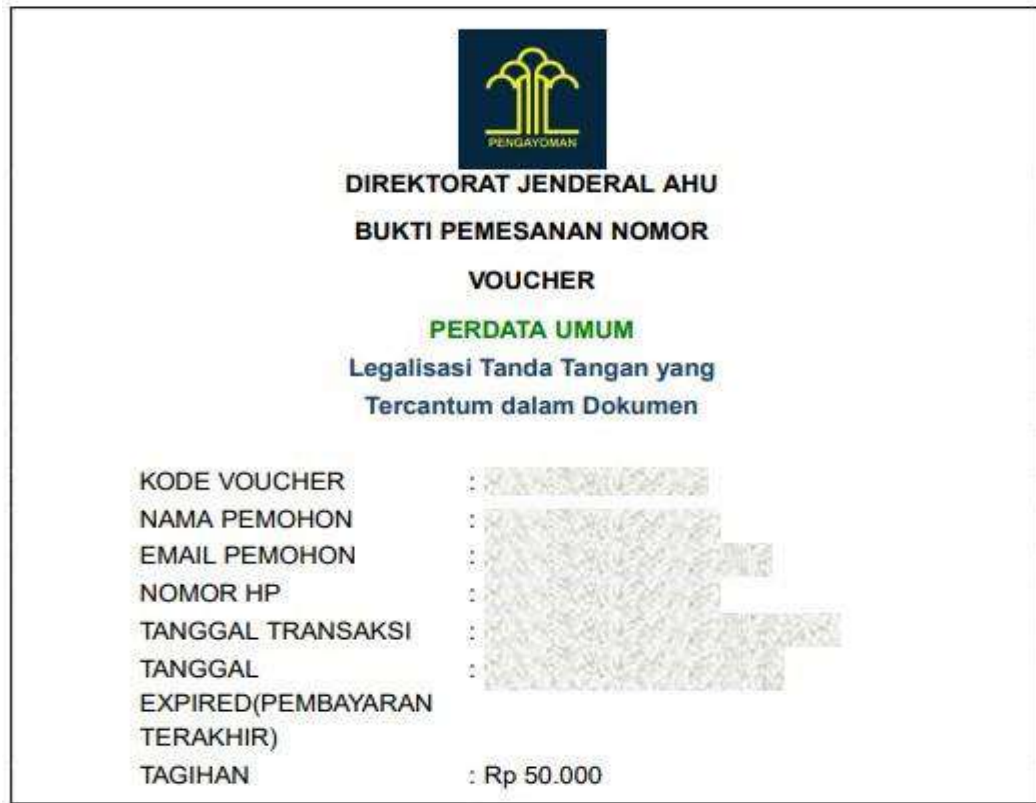 PENGAYOMAN
DIREKTORAT JENDERAL AHU
BUKTI PEMESANAN NOMOR
VOUCHER
PERDATA UMUM
Legalisasi Tanda Tangan yang
Tercantum dalam Dokumen
KODE VOUCHER :
NAMA PEMOHON :
EMAIL PEMOHON :
NOMOR HP :
TANGGAL TRANSAKSI :
TANGGAL :
EXPIRED(PEMBAYARAN
TERAKHIR)
TAGIHAN : Rp 50.000